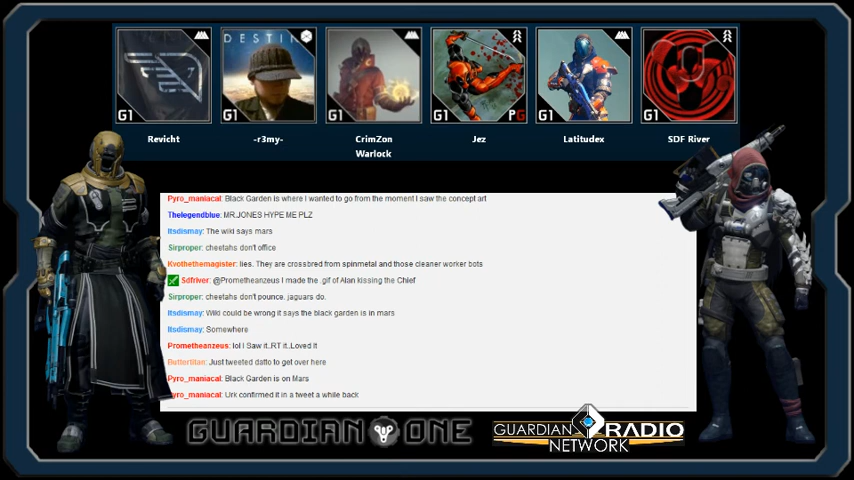 DESTIN
G1
G1
G1
G1 PG
G1
G1
Revicht
-r3my-
CrimZon
Warlock
Jez
Latitudex
SDF River
Pyro_maniacal: Black Garden is where I wanted to go from the moment I saw the concept art
Thelegendblue: MR.JONES HYPE ME PLZ
Itsdismay: The wiki says mars
Sirproper: cheetahs don't office
Kvothethemagister: lies. They are crossbred from spinmetal and those cleaner worker bots
Sdfriver: @Prometheanzeus I made the .gif of Alan kissing the Chief
Sirproper: cheetahs don't pounce. jaguars do.
Itsdismay: Wiki could be wrong it says the black garden is in mars
Itsdismay: Somewhere
Prometheanzeus: lol I Saw it..RT it..Loved It
Bettertitan: Just tweeted datto to get over here
Pyro_maniacal: Black Garden is on Mars
yro_maniacal: Urk confirmed it in a tweet a while back
GUARDIAN ONE
GUARDIAN RADIO
NETWORK